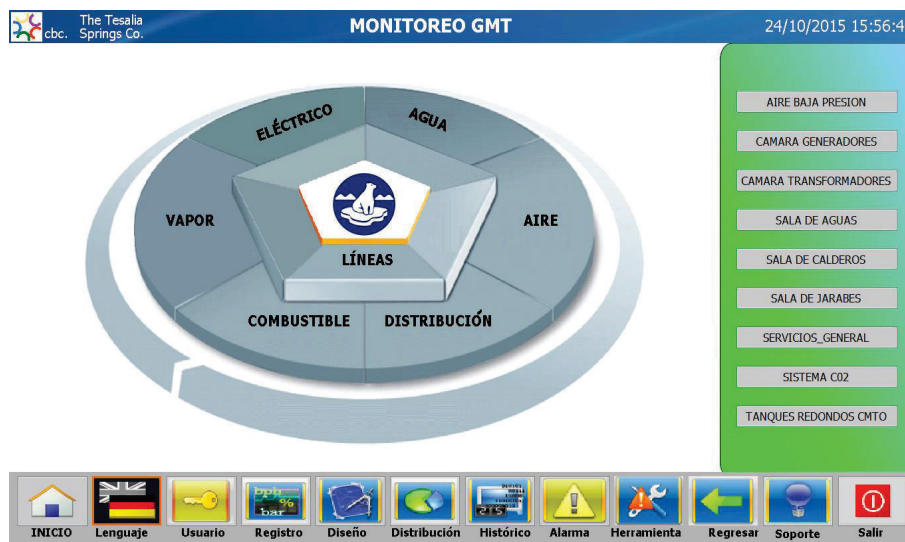 cbc.
The Tesalia
Springs Co.
MONITOREO GMT
24/10/2015 15:56:4
ELÉCTRICO
AGUA
VAPOR
AIRE
LÍNEAS
COMBUSTIBLE
DISTRIBUCIÓN
AIRE BAJA PRESION
CAMARA GENERADORES
CAMARA TRANSFORMADORES
SALA DE AGUAS
SALA DE CALDEROS
SALA DE JARABES
SERVICIOS_GENERAL
SISTEMA C02
TANQUES REDONDOS CMTO
bph
%
bar
INICIO
Lenguaje
Usuario
Registro
Diseño
Distribución
Histórico
Alarma
Herramienta
Regresar
Soporte
Salir